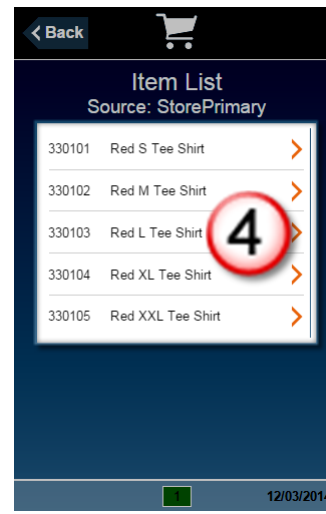 Back
Item List
Source: StorePrimary
330101 Red S Tee Shirt
330102 Red M Tee Shirt
330103 Red L Tee Shirt
4
330104 Red XL Tee Shirt
330105 Red XXL Tee Shirt
1 12/03/201